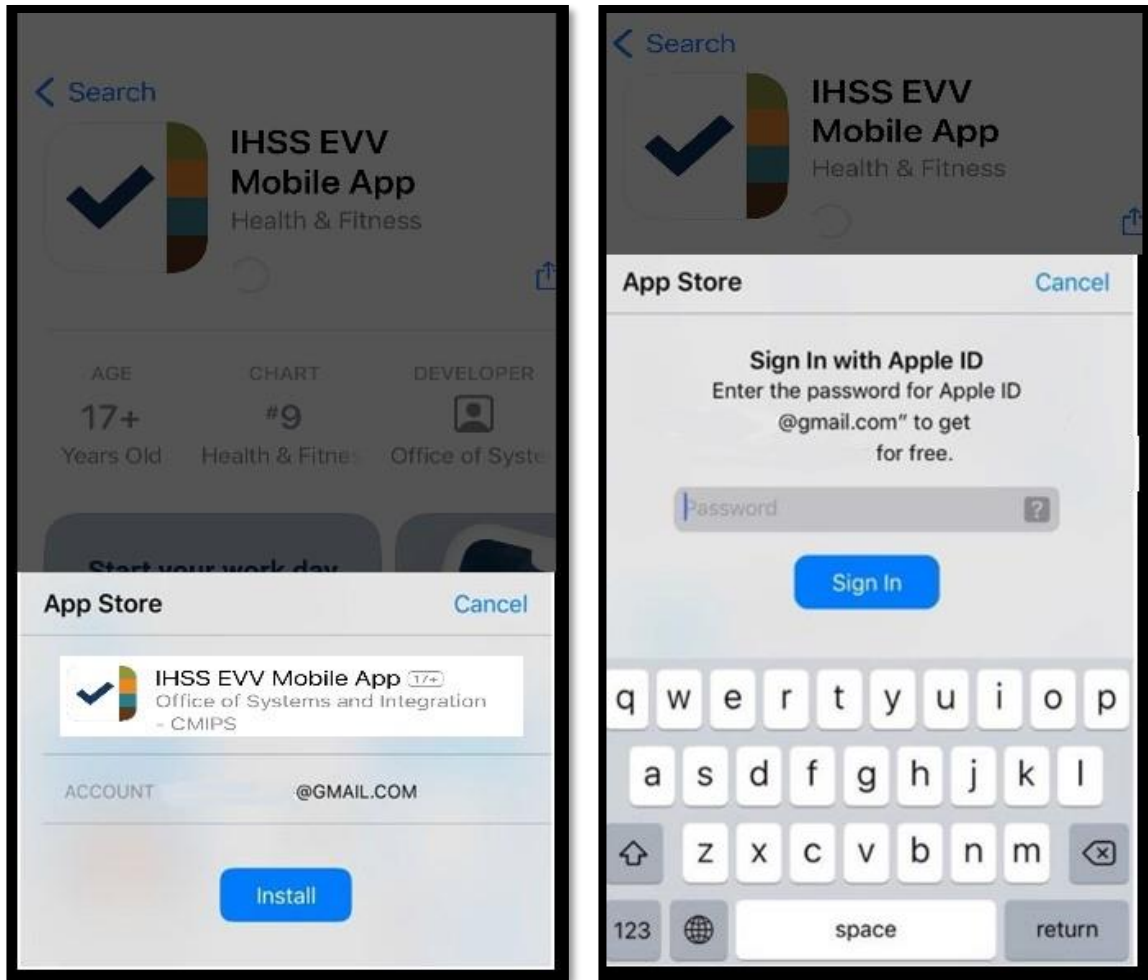 Search
IHSS EVV
Mobile App
Health & Fitness
AGE
17+
Years Old
CHART
#9
Health & Fitnes
DEVELOPER
Office of Syste
Start your work day
App Store
Cancel
IHSS EVV Mobile App 17+
Office of Systems and Integration
- CMIPS
ACCOUNT
@GMAIL.COM
Install
Search
IHSS EVV
Mobile App
Health & Fitness
App Store
Cancel
Sign In with Apple ID
Enter the password for Apple ID
@gmail.com" to get
for free.
Password
?
Sign In
q w e r t y u i o p
a s d f g h j k l
z x c v b n m
123
space
return